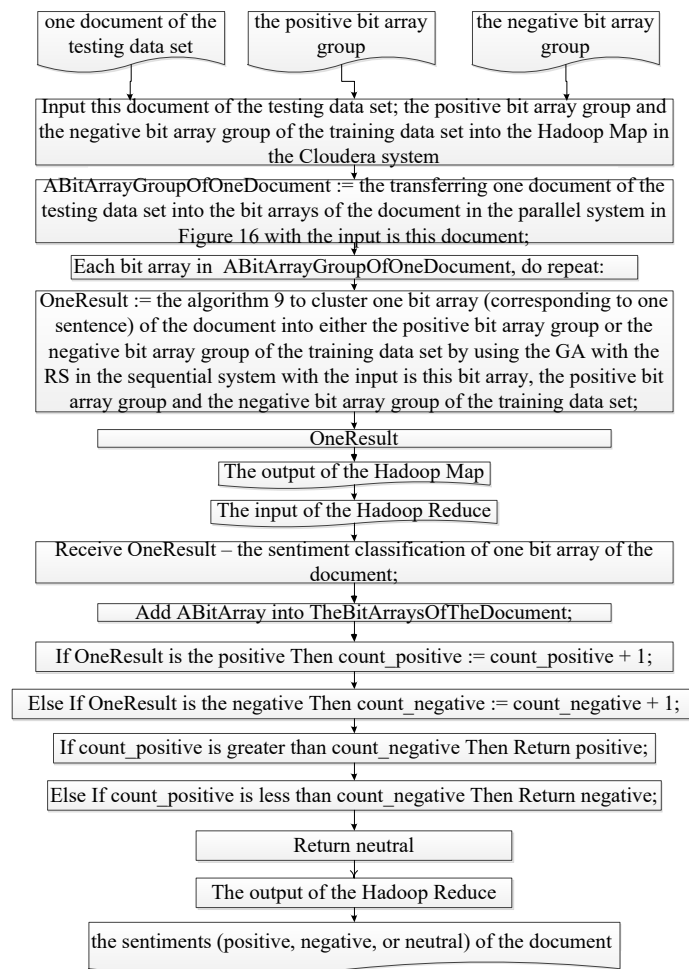 one document of the
testing data set
the positive bit array
group
the negative bit array
group
Input this document of the testing data set; the positive bit array group and
the negative bit array group of the training data set into the Hadoop Map in
the Cloudera system
ABitArrayGroupOfOneDocument := the transferring one document of the
testing data set into the bit arrays of the document in the parallel system in
Figure 16 with the input is this document;
Each bit array in ABitArrayGroupOfOneDocument, do repeat:
OneResult := the algorithm 9 to cluster one bit array (corresponding to one
sentence) of the document into either the positive bit array group or the
negative bit array group of the training data set by using the GA with the
RS in the sequential system with the input is this bit array, the positive bit
array group and the negative bit array group of the training data set;
OneResult
The output of the Hadoop Map
The input of the Hadoop Reduce
Receive OneResult – the sentiment classification of one bit array of the
document;
Add ABitArray into TheBitArraysOfTheDocument;
If OneResult is the positive Then count_positive := count_positive + 1;
Else If OneResult is the negative Then count_negative := count_negative + 1;
If count_positive is greater than count_negative Then Return positive;
Else If count_positive is less than count_negative Then Return negative;
Return neutral
The output of the Hadoop Reduce
the sentiments (positive, negative, or neutral) of the document